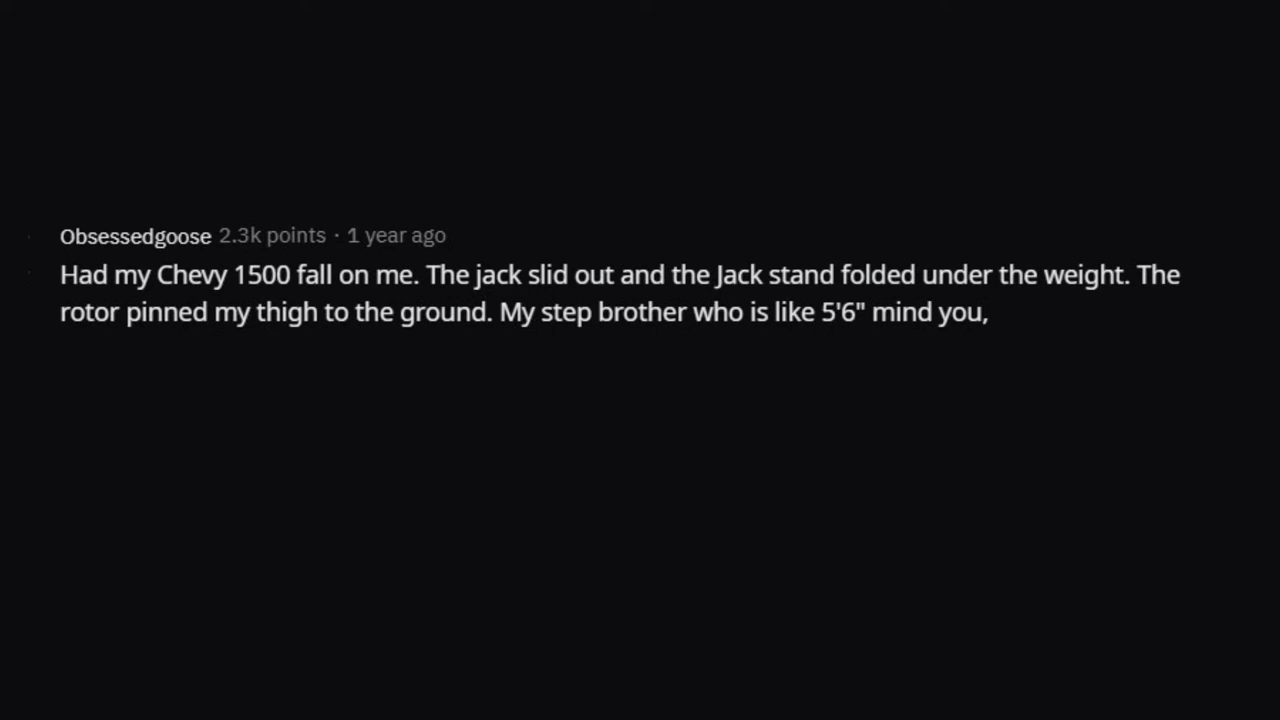 Obsessedgoose 2.3k points · 1 year ago
Had my Chevy 1500 fall on me. The jack slid out and the Jack stand folded under the weight. The
rotor pinned my thigh to the ground. My step brother who is like 5'6" mind you,